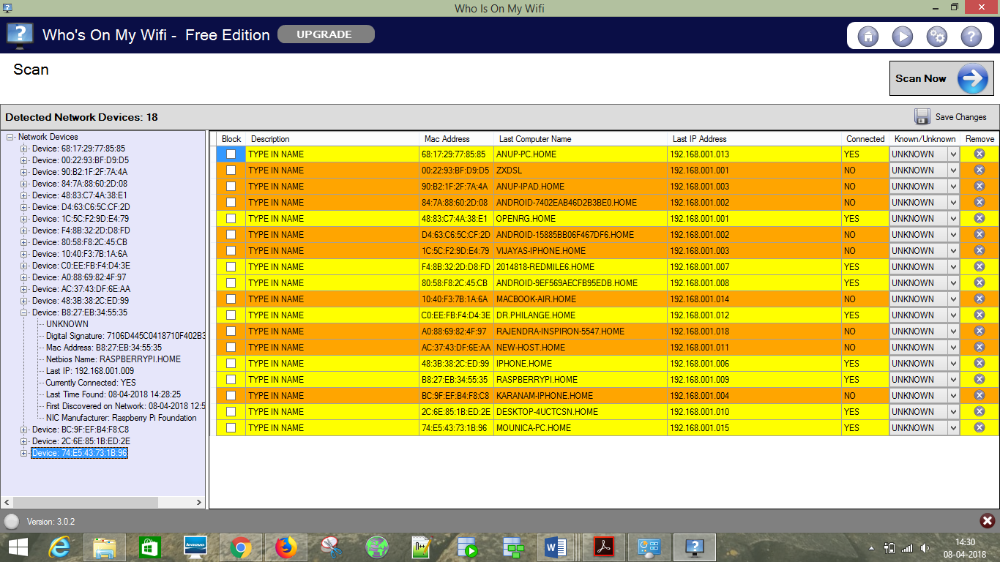 Who Is On My Wifi
Who's On My Wifi - Free Edition UPGRADE
Scan
Scan Now
Detected Network Devices: 18
Save Changes
Network Devices
Device: 68:17:29:77:85:85
Device: 00:22:93:BF:D9:D5
Device: 90:B2:1F:2F:7A:4A
Device: 84:7A:88:60:2D:08
Device: 48:83:C7:4A:38:E1
Device: D4:63:C6:5C:CF:2D
Device: 1C:5C:F2:9D:E4:79
Device: F4:8B:32:2D:D8:FD
Device: 80:58:F8:2C:45:CB
Device: 10:40:F3:7B:1A:6A
Device: C0:EE:FB:F4:D4:3E
Device: A0:88:69:82:4F:97
Device: AC:37:43:DF:6E:AA
Device: 48:3B:38:2C:ED:99
Device: B8:27:EB:34:55:35
UNKNOWN
Digital Signature: 7106D445C0418710F402B3
Mac Address: B8:27:EB:34:55:35
Netbios Name: RASPBERRYPI.HOME
Last IP: 192.168.001.009
Currently Connected: YES
Last Time Found: 08-04-2018 14:28:25
First Discovered on Network: 08-04-2018 12:5
NIC Manufacturer: Raspberry Pi Foundation
Device: BC:9F:EF:B4:F8:C8
Device: 2C:6E:85:1B:ED:2E
Device: 74:E5:43:73:1B:96
Block Description Mac Address Last Computer Name Last IP Address Connected Known/Unknown Remove
TYPE IN NAME 68:17:29:77:85:85 ANUP-PC.HOME 192.168.001.013 YES UNKNOWN
TYPE IN NAME 00:22:93:BF:D9:D5 ZXDSL 192.168.001.001 NO UNKNOWN
TYPE IN NAME 90:B2:1F:2F:7A:4A ANUP-IPAD.HOME 192.168.001.003 NO UNKNOWN
TYPE IN NAME 84:7A:88:60:2D:08 ANDROID-7402EAB46D2B3BE0.HOME 192.168.001.002 NO UNKNOWN
TYPE IN NAME 48:83:C7:4A:38:E1 OPENRG.HOME 192.168.001.001 YES UNKNOWN
TYPE IN NAME D4:63:C6:5C:CF:2D ANDROID-15885BB06F467DF6.HOME 192.168.001.002 NO UNKNOWN
TYPE IN NAME 1C:5C:F2:9D:E4:79 VIJAYAS-IPHONE.HOME 192.168.001.003 NO UNKNOWN
TYPE IN NAME F4:8B:32:2D:D8:FD 2014818-REDMILE6.HOME 192.168.001.007 YES UNKNOWN
TYPE IN NAME 80:58:F8:2C:45:CB ANDROID-9EF569AECFB95EDB.HOME 192.168.001.008 YES UNKNOWN
TYPE IN NAME 10:40:F3:7B:1A:6A MACBOOK-AIR.HOME 192.168.001.014 NO UNKNOWN
TYPE IN NAME C0:EE:FB:F4:D4:3E DR.PHILANGE.HOME 192.168.001.012 YES UNKNOWN
TYPE IN NAME A0:88:69:82:4F:97 RAJENDRA-INSPIRON-5547.HOME 192.168.001.018 NO UNKNOWN
TYPE IN NAME AC:37:43:DF:6E:AA NEW-HOST.HOME 192.168.001.011 NO UNKNOWN
TYPE IN NAME 48:3B:38:2C:ED:99 IPHONE.HOME 192.168.001.006 YES UNKNOWN
TYPE IN NAME B8:27:EB:34:55:35 RASPBERRYPI.HOME 192.168.001.009 YES UNKNOWN
TYPE IN NAME BC:9F:EF:B4:F8:C8 KARANAM-IPHONE.HOME 192.168.001.004 NO UNKNOWN
TYPE IN NAME 2C:6E:85:1B:ED:2E DESKTOP-4UCTCSN.HOME 192.168.001.010 YES UNKNOWN
TYPE IN NAME 74:E5:43:73:1B:96 MOUNICA-PC.HOME 192.168.001.015 YES UNKNOWN
Version: 3.0.2
lenovo
14:30
08-04-2018